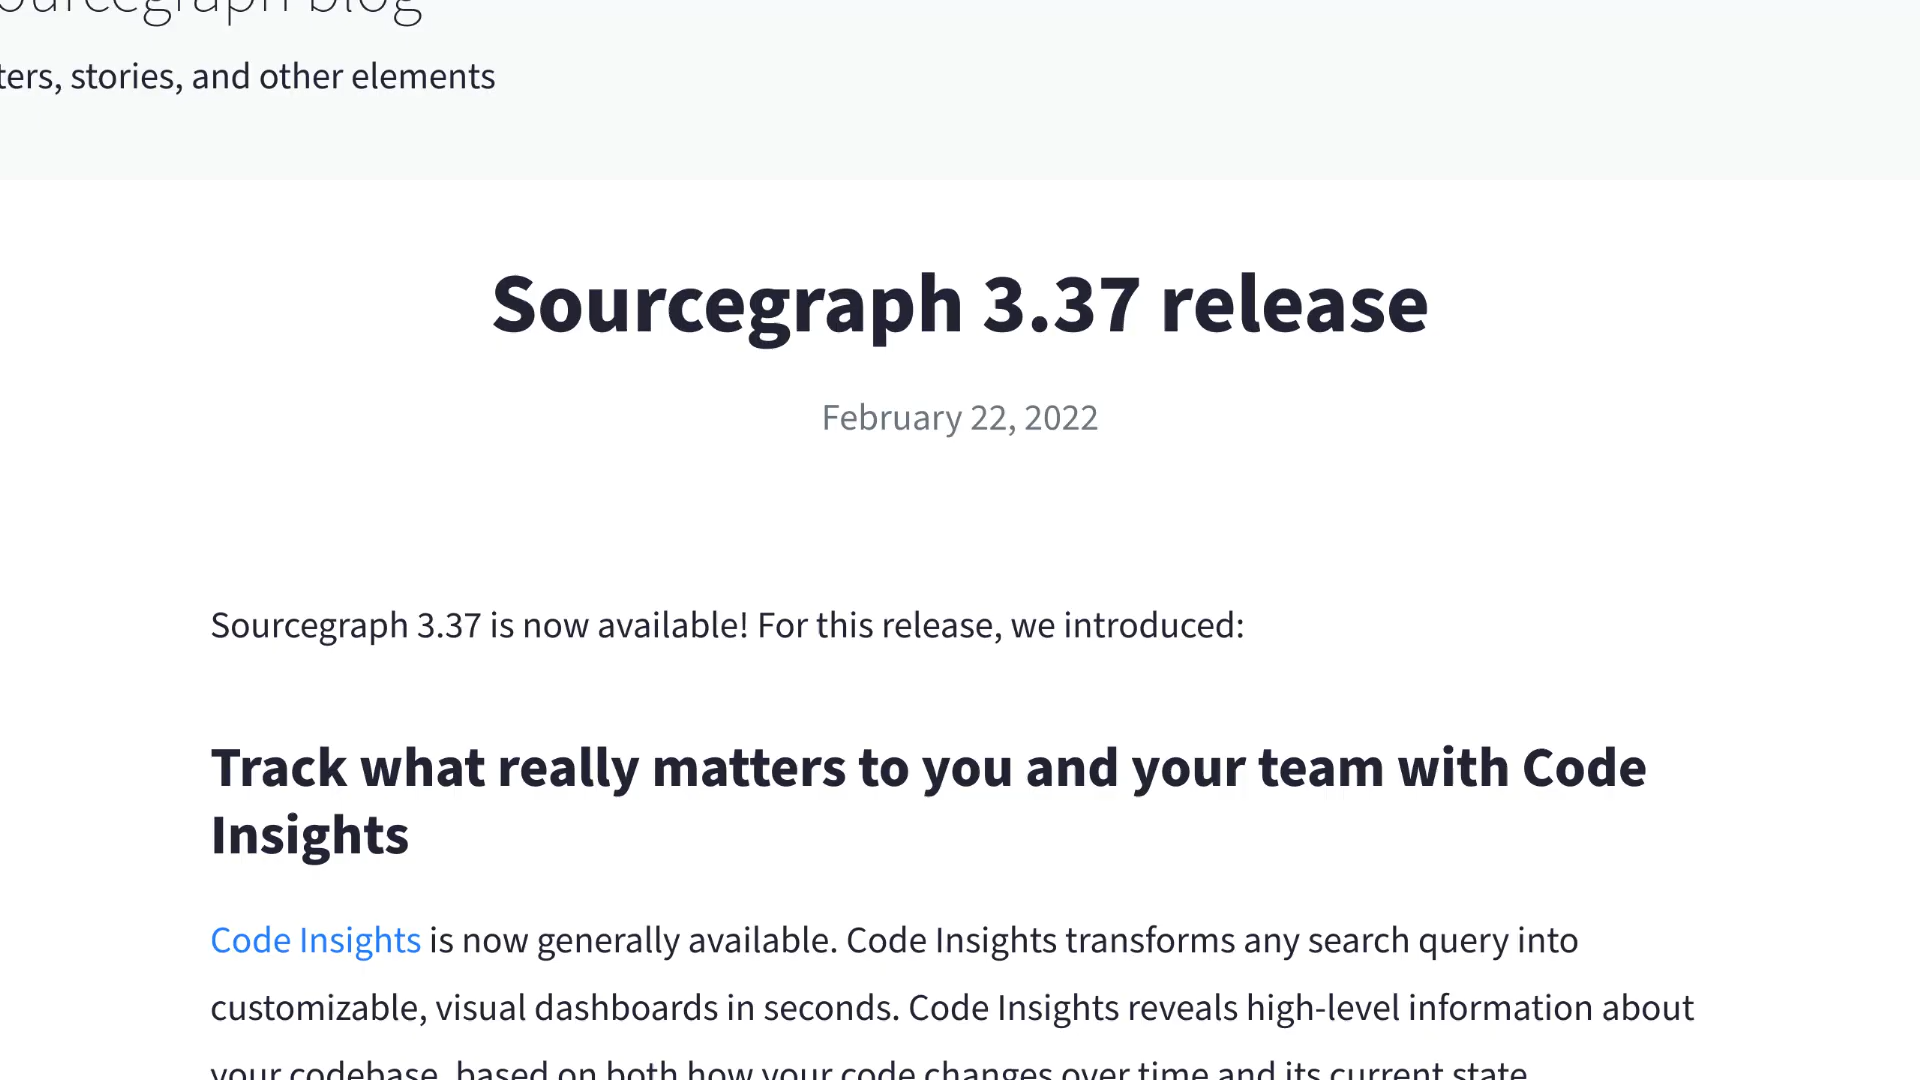 ourcegraph blog
ters, stories, and other elements
Sourcegraph 3.37 release
February 22, 2022
Sourcegraph 3.37 is now available! For this release, we introduced:
Track what really matters to you and your team with Code
Insights
Code Insights is now generally available. Code Insights transforms any search query into
customizable, visual dashboards in seconds. Code Insights reveals high-level information about
your codebase, based on both how your code changes over time and its current state.